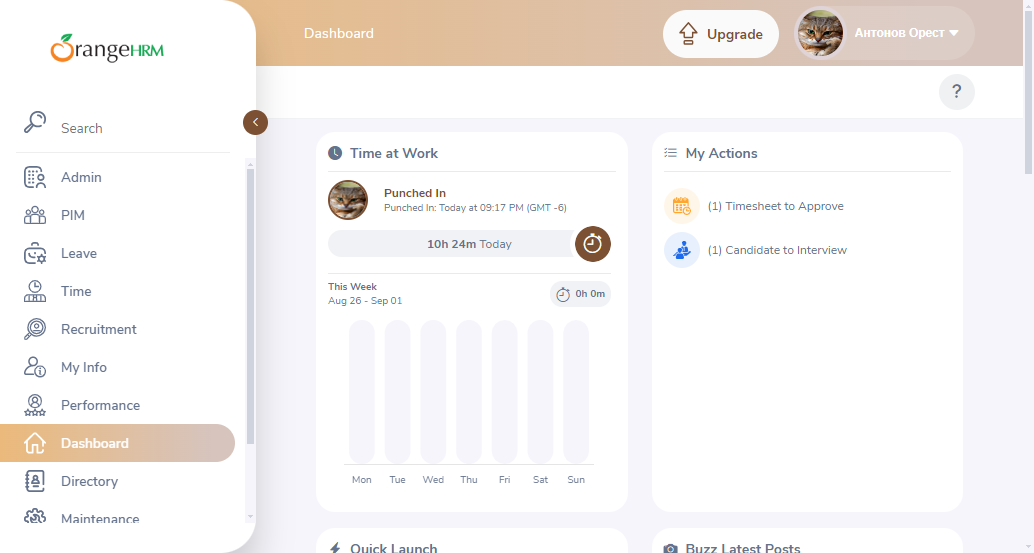 OrangeHRM
Search
Admin
PIM
Leave
Time
Recruitment
My Info
Performance
Dashboard
Directory
Maintenance
Dashboard
Upgrade
Антонов Орест
?
Time at Work
Punched In
Punched In: Today at 09:17 PM (GMT -6)
10h 24m Today
This Week
Aug 26 - Sep 01
0h 0m
Mon Tue Wed Thu Fri Sat Sun
My Actions
(1) Timesheet to Approve
(1) Candidate to Interview
Quick Launch
Buzz Latest Posts